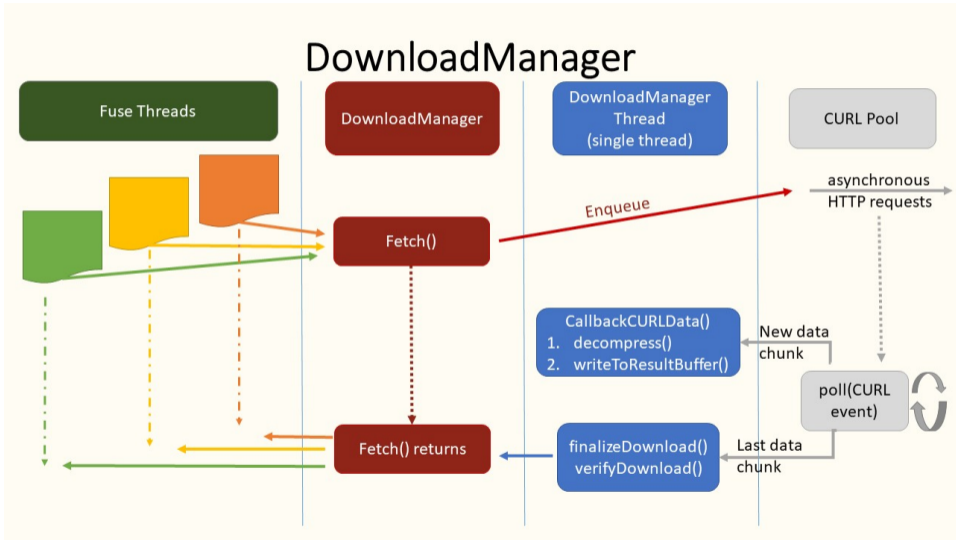 DownloadManager
Fuse Threads
DownloadManager
DownloadManager
Thread
(single thread)
CURL Pool
asynchronous
HTTP requests
Enqueue
Fetch()
CallbackCURLData()
1. decompress()
2. writeToResultBuffer()
New data
chunk
poll(CURL
event)
Fetch() returns
finalizeDownload()
verifyDownload()
Last data
chunk